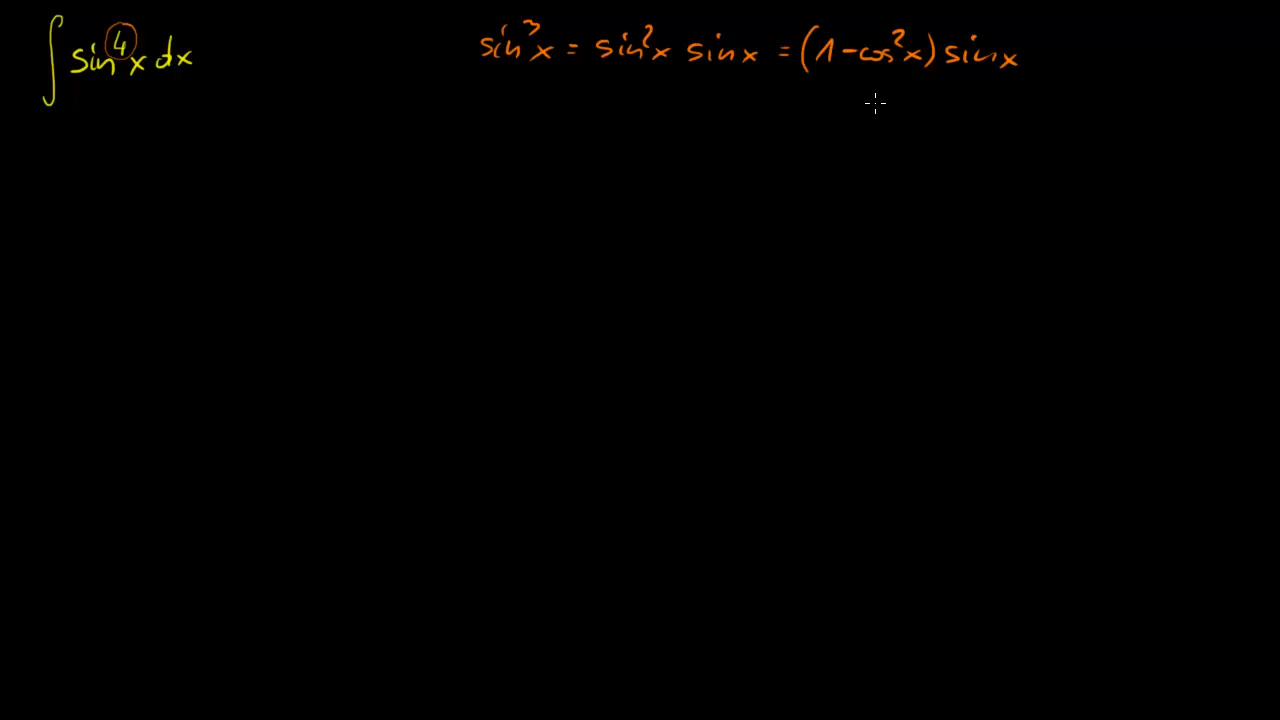 ∫ sin⁴x dx
sin³x = sin²x sinx = (1-cos²x) sinx